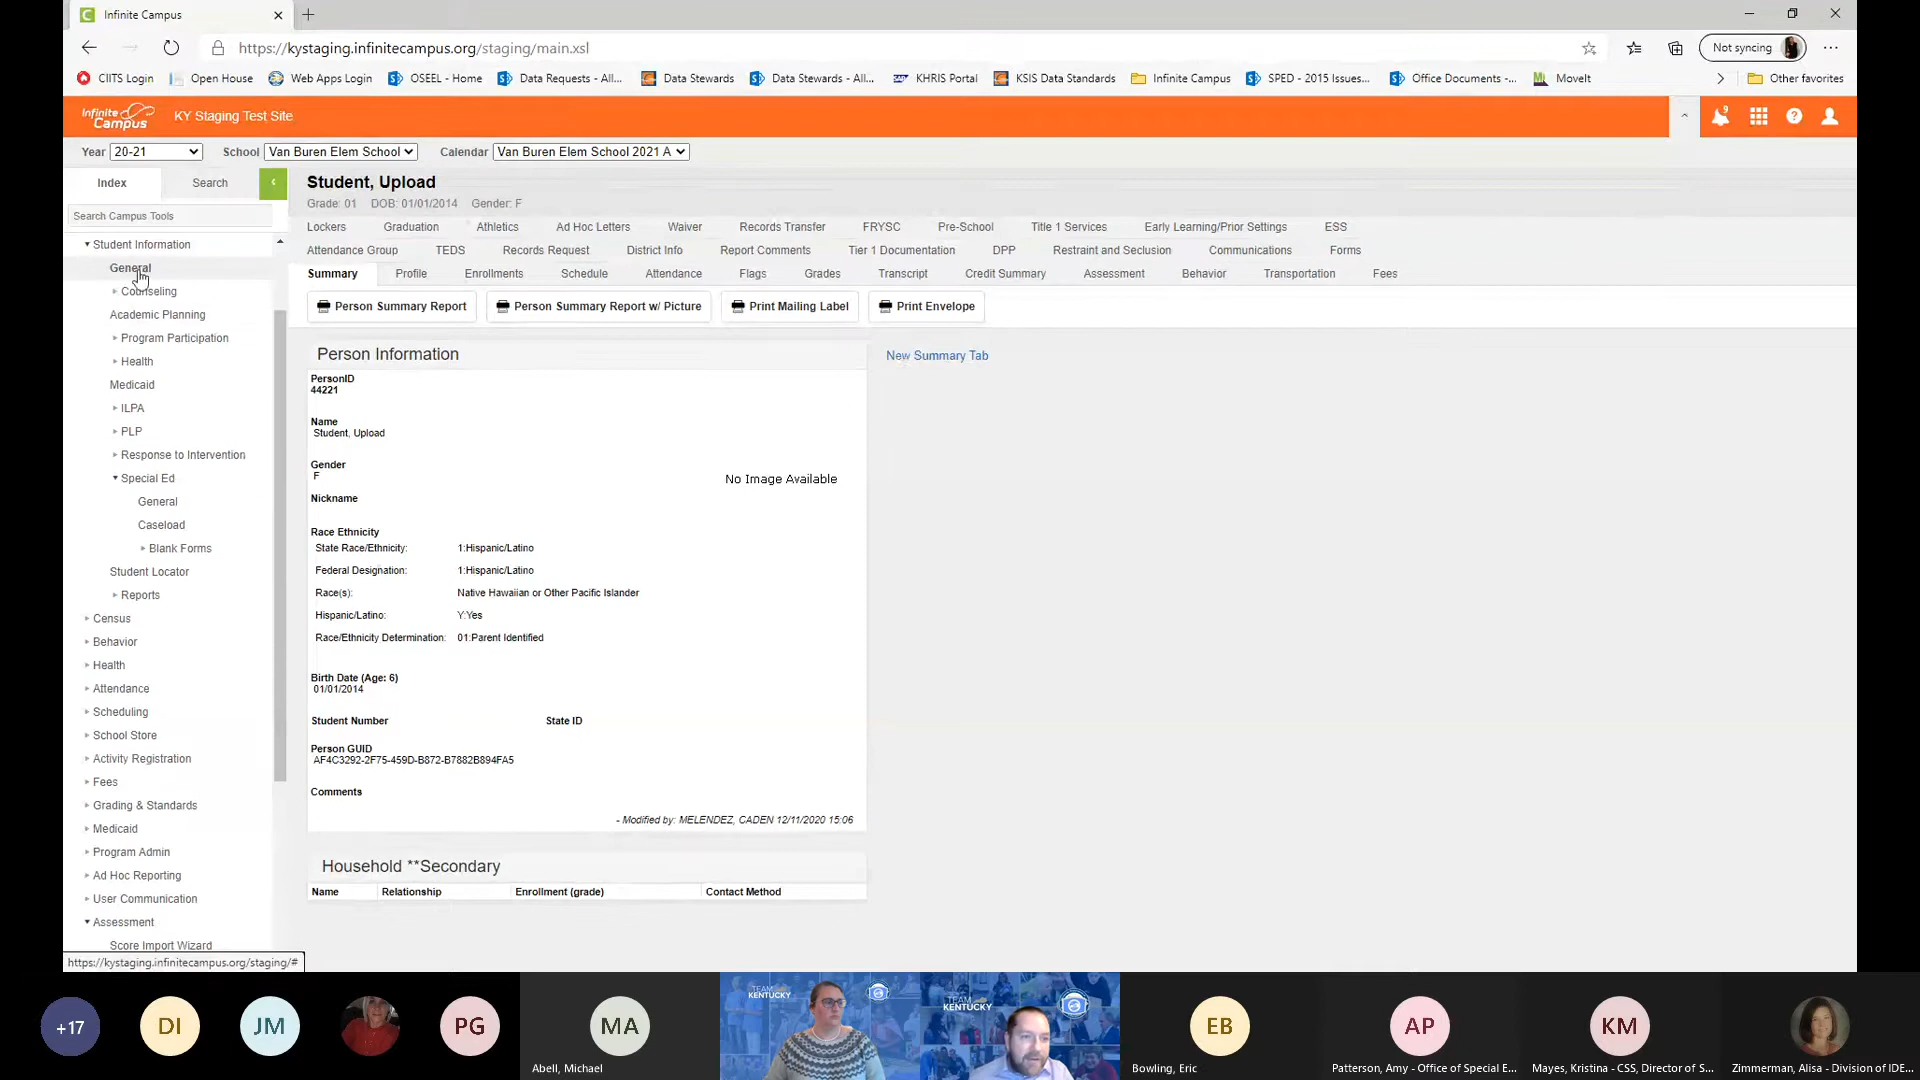 Infinite Campus
https://kystaging.infinitecampus.org/staging/main.xsl
Not syncing
CIITS Login Open House Web Apps Login OSEEL - Home Data Requests - All... Data Stewards Data Stewards - All... KHRIS Portal KSIS Data Standards Infinite Campus SPED - 2015 Issues... Office Documents -... MoveIt Other favorites
Infinite Campus KY Staging Test Site
9
Year 20-21 School Van Buren Elem School Calendar Van Buren Elem School 2021 A
Index Search
Search Campus Tools
Student Information
General
Counseling
Academic Planning
Program Participation
Health
Medicaid
ILPA
PLP
Response to Intervention
Special Ed
General
Caseload
Blank Forms
Student Locator
Reports
Census
Behavior
Health
Attendance
Scheduling
School Store
Activity Registration
Fees
Grading & Standards
Medicaid
Program Admin
Ad Hoc Reporting
User Communication
Assessment
Score Import Wizard
https://kystaging.infinitecampus.org/staging/#
Student, Upload
Grade: 01 DOB: 01/01/2014 Gender: F
Lockers Graduation Athletics Ad Hoc Letters Waiver Records Transfer FRYSC Pre-School Title 1 Services Early Learning/Prior Settings ESS
Attendance Group TEDS Records Request District Info Report Comments Tier 1 Documentation DPP Restraint and Seclusion Communications Forms
Summary Profile Enrollments Schedule Attendance Flags Grades Transcript Credit Summary Assessment Behavior Transportation Fees
Person Summary Report Person Summary Report w/ Picture Print Mailing Label Print Envelope
Person Information
New Summary Tab
PersonID
44221
Name
Student, Upload
Gender
F
No Image Available
Nickname
Race Ethnicity
State Race/Ethnicity: 1:Hispanic/Latino
Federal Designation: 1:Hispanic/Latino
Race(s): Native Hawaiian or Other Pacific Islander
Hispanic/Latino: Y:Yes
Race/Ethnicity Determination: 01:Parent Identified
Birth Date (Age: 6)
01/01/2014
Student Number State ID
Person GUID
AF4C3292-2F75-459D-B872-B7882B894FA5
Comments
- Modified by: MELENDEZ, CADEN 12/11/2020 15:06
Household **Secondary
Name Relationship Enrollment (grade) Contact Method
+17 DI JM PG MA EB AP KM
TEAM KENTUCKY
TEAM KENTUCKY
Abell, Michael Bowling, Eric Patterson, Amy - Office of Special E... Mayes, Kristina - CSS, Director of S... Zimmerman, Alisa - Division of IDE...